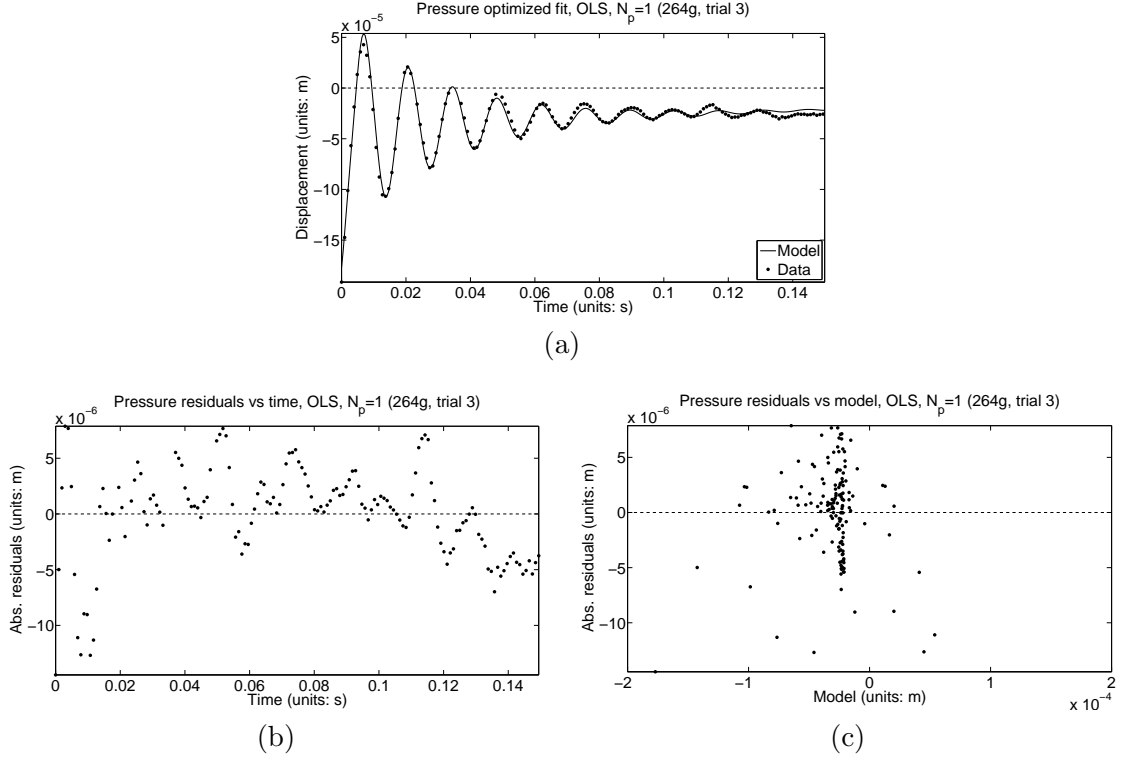 Pressure optimized fit, OLS, N_p=1 (264g, trial 3)
x 10^−5
5
0
−5
−10
−15
Displacement (units: m)
Model
Data
0 0.02 0.04 0.06 0.08 0.1 0.12 0.14
Time (units: s)
(a)
Pressure residuals vs time, OLS, N_p=1 (264g, trial 3)
x 10^−6
5
0
−5
−10
Abs. residuals (units: m)
0 0.02 0.04 0.06 0.08 0.1 0.12 0.14
Time (units: s)
(b)
Pressure residuals vs model, OLS, N_p=1 (264g, trial 3)
x 10^−6
5
0
−5
−10
Abs. residuals (units: m)
−2 −1 0 1 2
Model (units: m)
x 10^−4
(c)